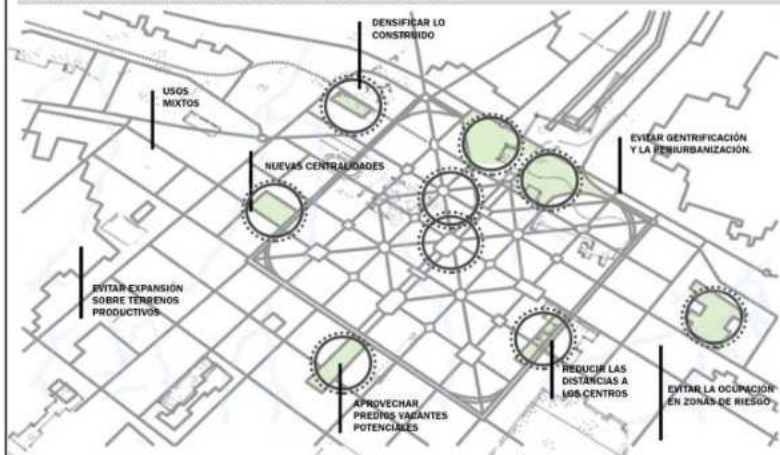 DENSIFICAR LO
CONSTRUIDO
USOS
MIXTOS
NUEVAS CENTRALIDADES
EVITAR GENTRIFICACIÓN
Y LA PERIURBANIZACIÓN.
EVITAR EXPANSIÓN
SOBRE TERRENOS
PRODUCTIVOS
APROVECHAR
PREDIOS VACANTES
POTENCIALES
REDUCIR LAS
DISTANCIAS A
LOS CENTROS
EVITAR LA OCUPACIÓN
EN ZONAS DE RIESGO